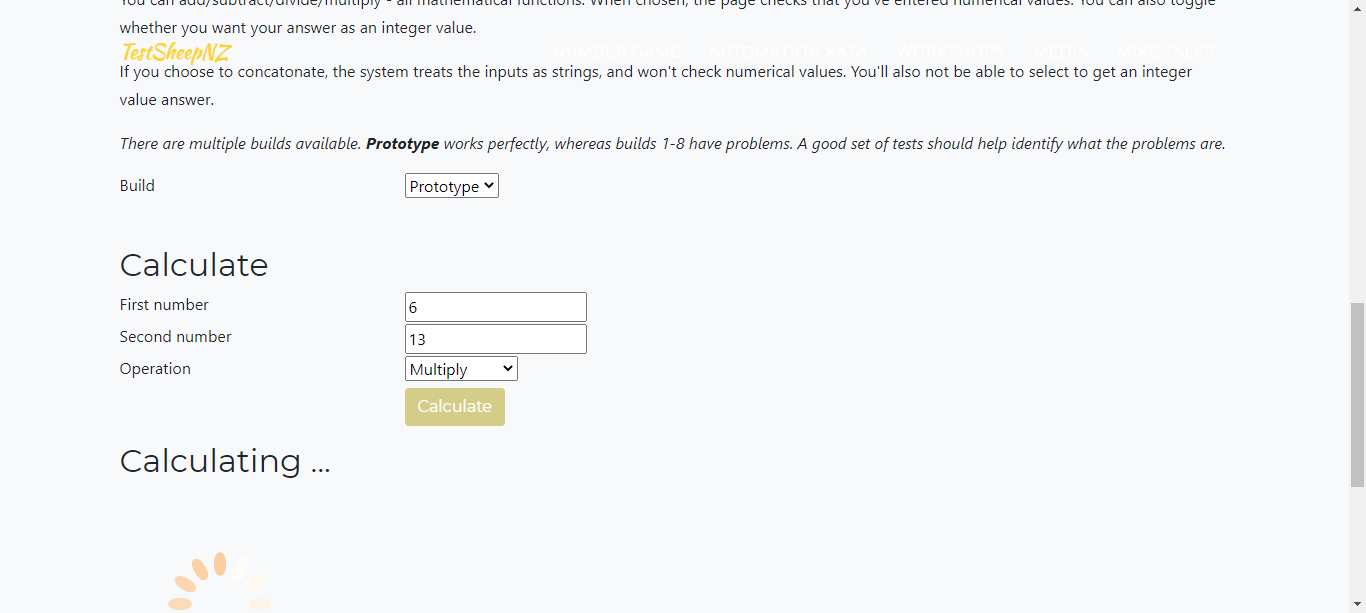 You can add/subtract/divide/multiply - all mathematical functions. When chosen, the page checks that you've entered numerical values. You can also toggle
whether you want your answer as an integer value.
TestSheepNZ
NUMBER GAME AUTOMATION KATA WORKSHOPS MEDIA MIKE TALKS
If you choose to concatonate, the system treats the inputs as strings, and won't check numerical values. You'll also not be able to select to get an integer
value answer.
There are multiple builds available. Prototype works perfectly, whereas builds 1-8 have problems. A good set of tests should help identify what the problems are.
Build Prototype
Calculate
First number 6
Second number 13
Operation Multiply
Calculate
Calculating ...